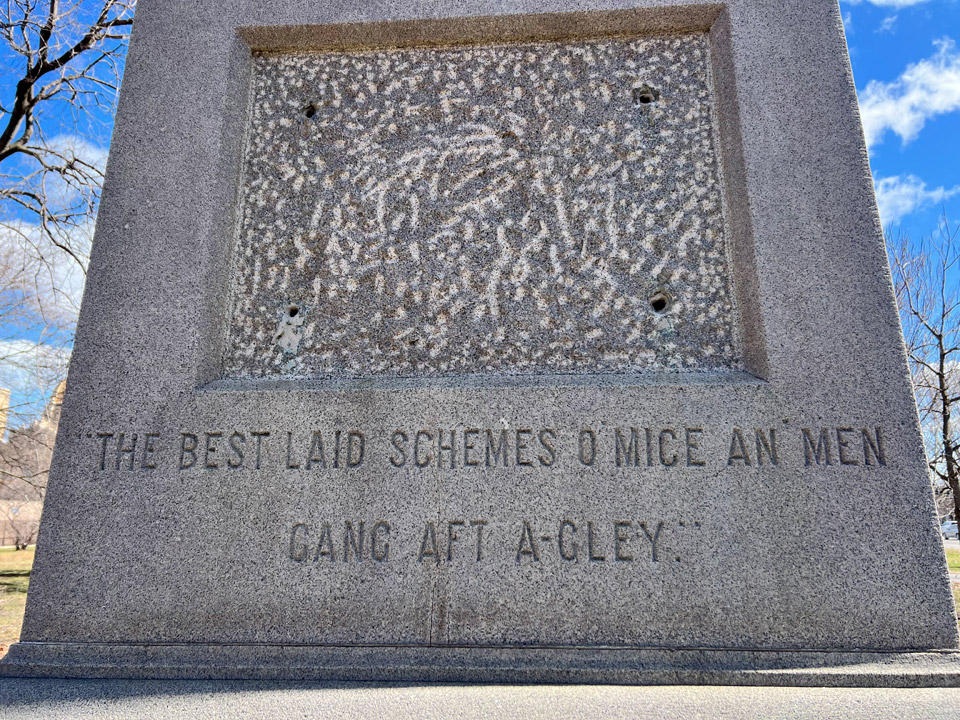 "THE BEST LAID SCHEMES O' MICE AN' MEN
GANG AFT A-GLEY."